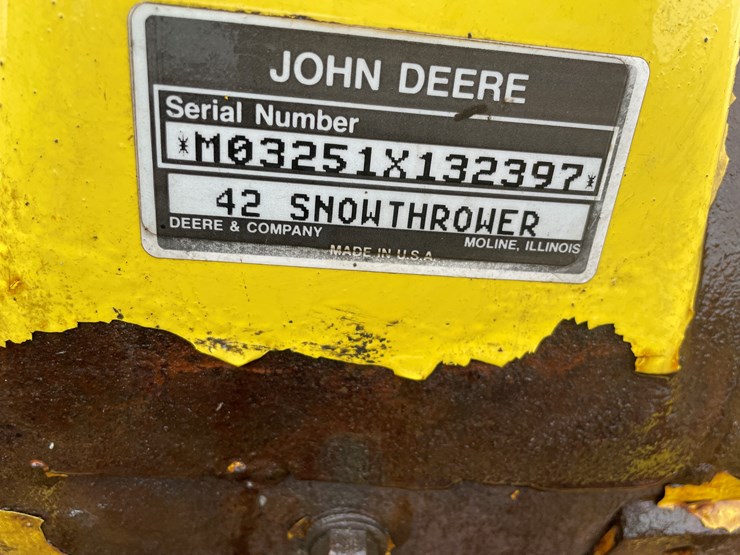 JOHN DEERE
Serial Number
*M03251X132397*
42 SNOWTHROWER
DEERE & COMPANY MOLINE, ILLINOIS
MADE IN U.S.A.